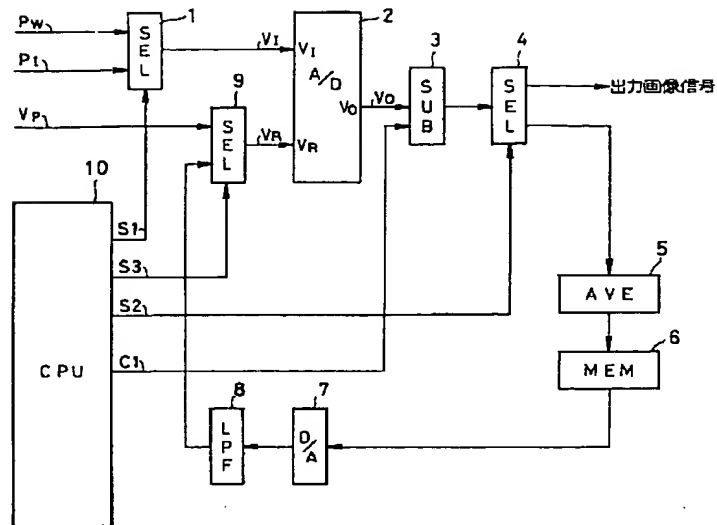 PW
PI
VP
SEL
1
VI
VI
A/D
VO
VR
2
VO
3
SUB
4
SEL
出力画像信号
9
SEL
VR
10
CPU
S1
S3
S2
C1
5
AVE
6
MEM
7
D/A
8
LPF